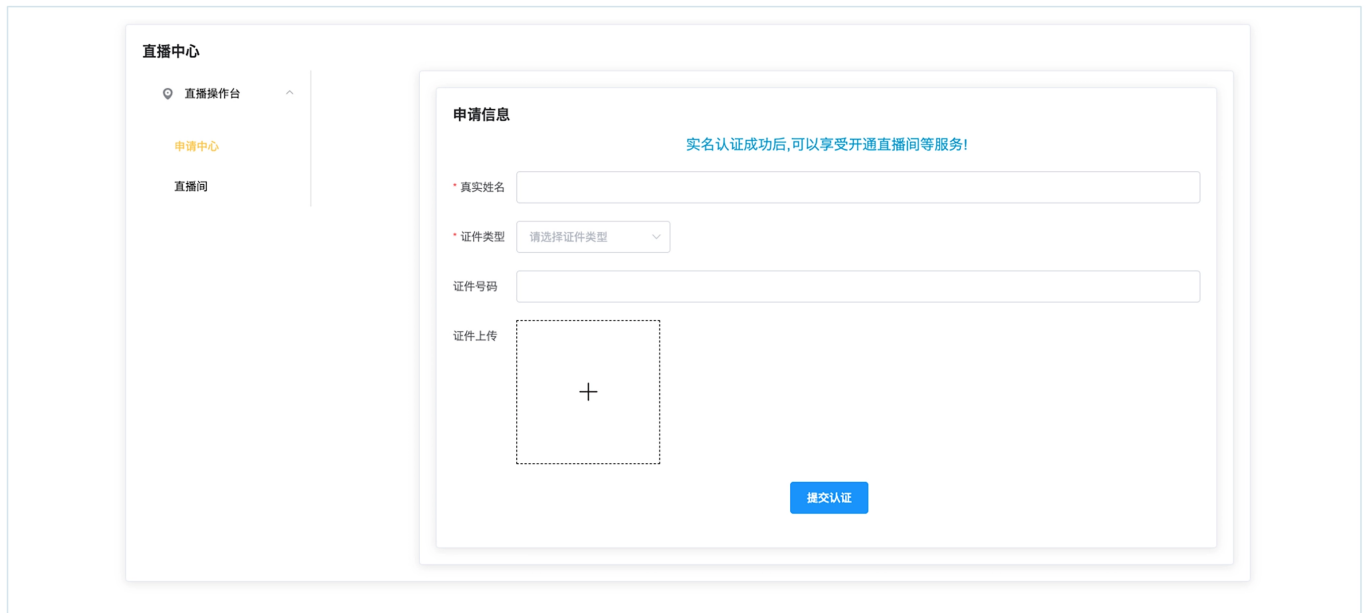 直播中心
直播操作台
申请中心
直播间
申请信息
实名认证成功后,可以享受开通直播间等服务!
* 真实姓名
* 证件类型 请选择证件类型
证件号码
证件上传
提交认证